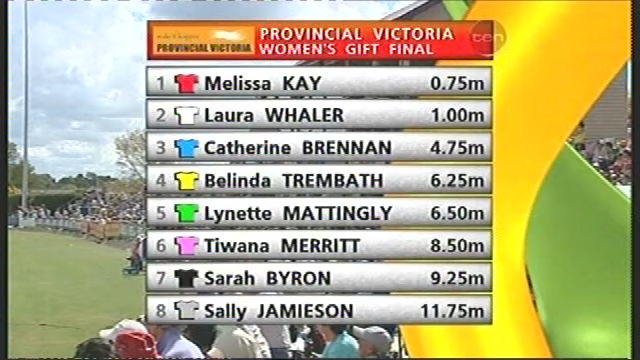 PROVINCIAL VICTORIA
PROVINCIAL VICTORIA
WOMEN'S GIFT FINAL
ten
1 Melissa KAY 0.75m
2 Laura WHALER 1.00m
3 Catherine BRENNAN 4.75m
4 Belinda TREMBATH 6.25m
5 Lynette MATTINGLY 6.50m
6 Tiwana MERRITT 8.50m
7 Sarah BYRON 9.25m
8 Sally JAMIESON 11.75m